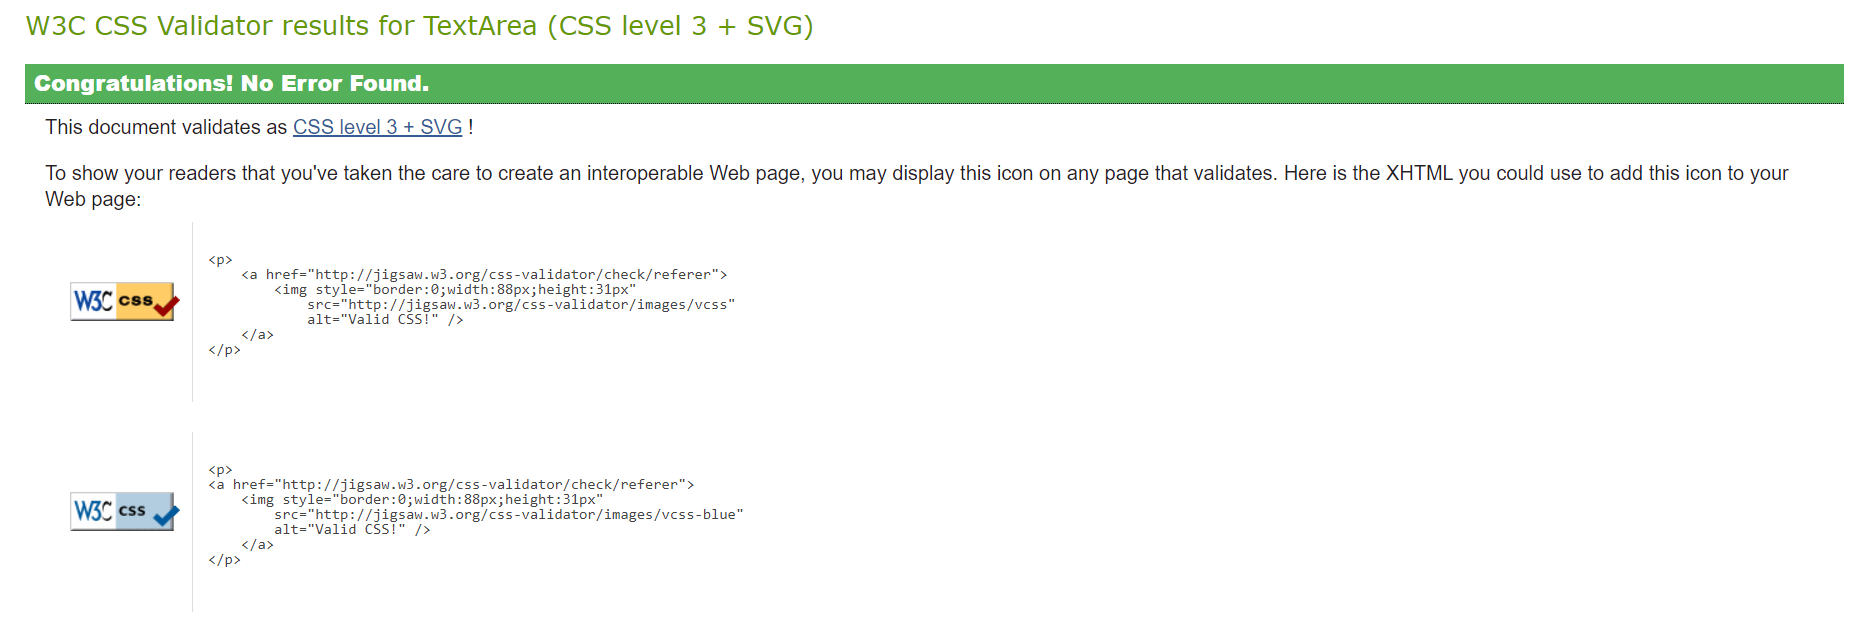 W3C CSS Validator results for TextArea (CSS level 3 + SVG)
Congratulations! No Error Found.
This document validates as CSS level 3 + SVG !
To show your readers that you've taken the care to create an interoperable Web page, you may display this icon on any page that validates. Here is the XHTML you could use to add this icon to your
Web page:
W3C css
<p>
    <a href="http://jigsaw.w3.org/css-validator/check/referer">
        <img style="border:0;width:88px;height:31px"
            src="http://jigsaw.w3.org/css-validator/images/vcss"
            alt="Valid CSS!" />
    </a>
</p>
W3C css
<p>
<a href="http://jigsaw.w3.org/css-validator/check/referer">
    <img style="border:0;width:88px;height:31px"
        src="http://jigsaw.w3.org/css-validator/images/vcss-blue"
        alt="Valid CSS!" />
    </a>
</p>